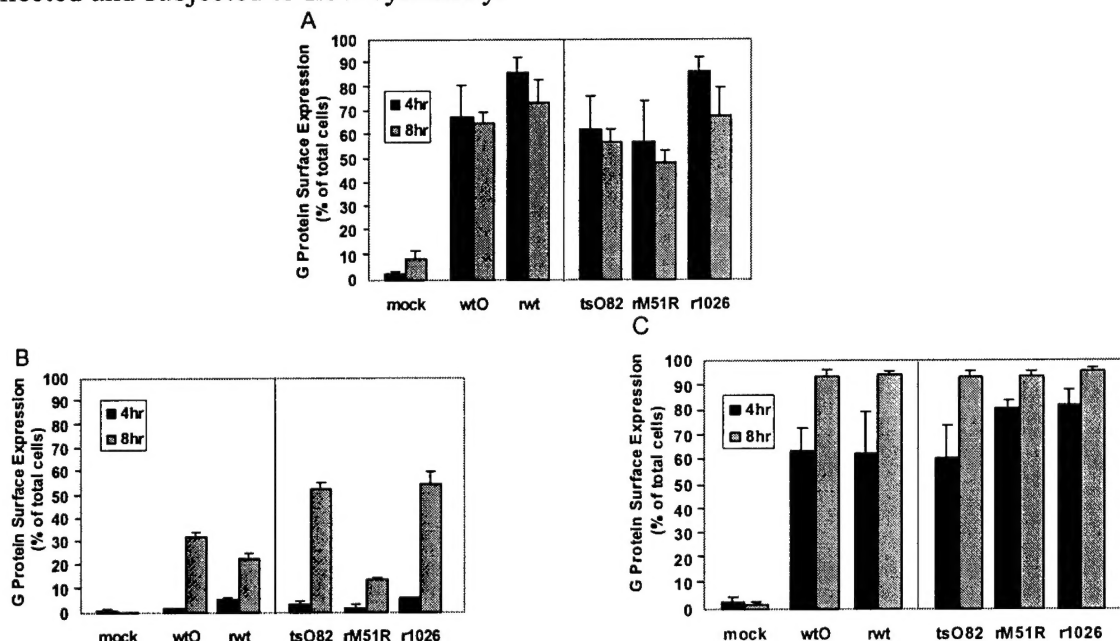 A
G Protein Surface Expression
(% of total cells)
100
90
80
70
60
50
40
30
20
10
0
4hr
8hr
mock wtO rwt tsO82 rM51R r1026
B
G Protein Surface Expression
(% of total cells)
100
90
80
70
60
50
40
30
20
10
0
4hr
8hr
mock wtO rwt tsO82 rM51R r1026
C
G Protein Surface Expression
(% of total cells)
100
90
80
70
60
50
40
30
20
10
0
4hr
8hr
mock wtO rwt tsO82 rM51R r1026